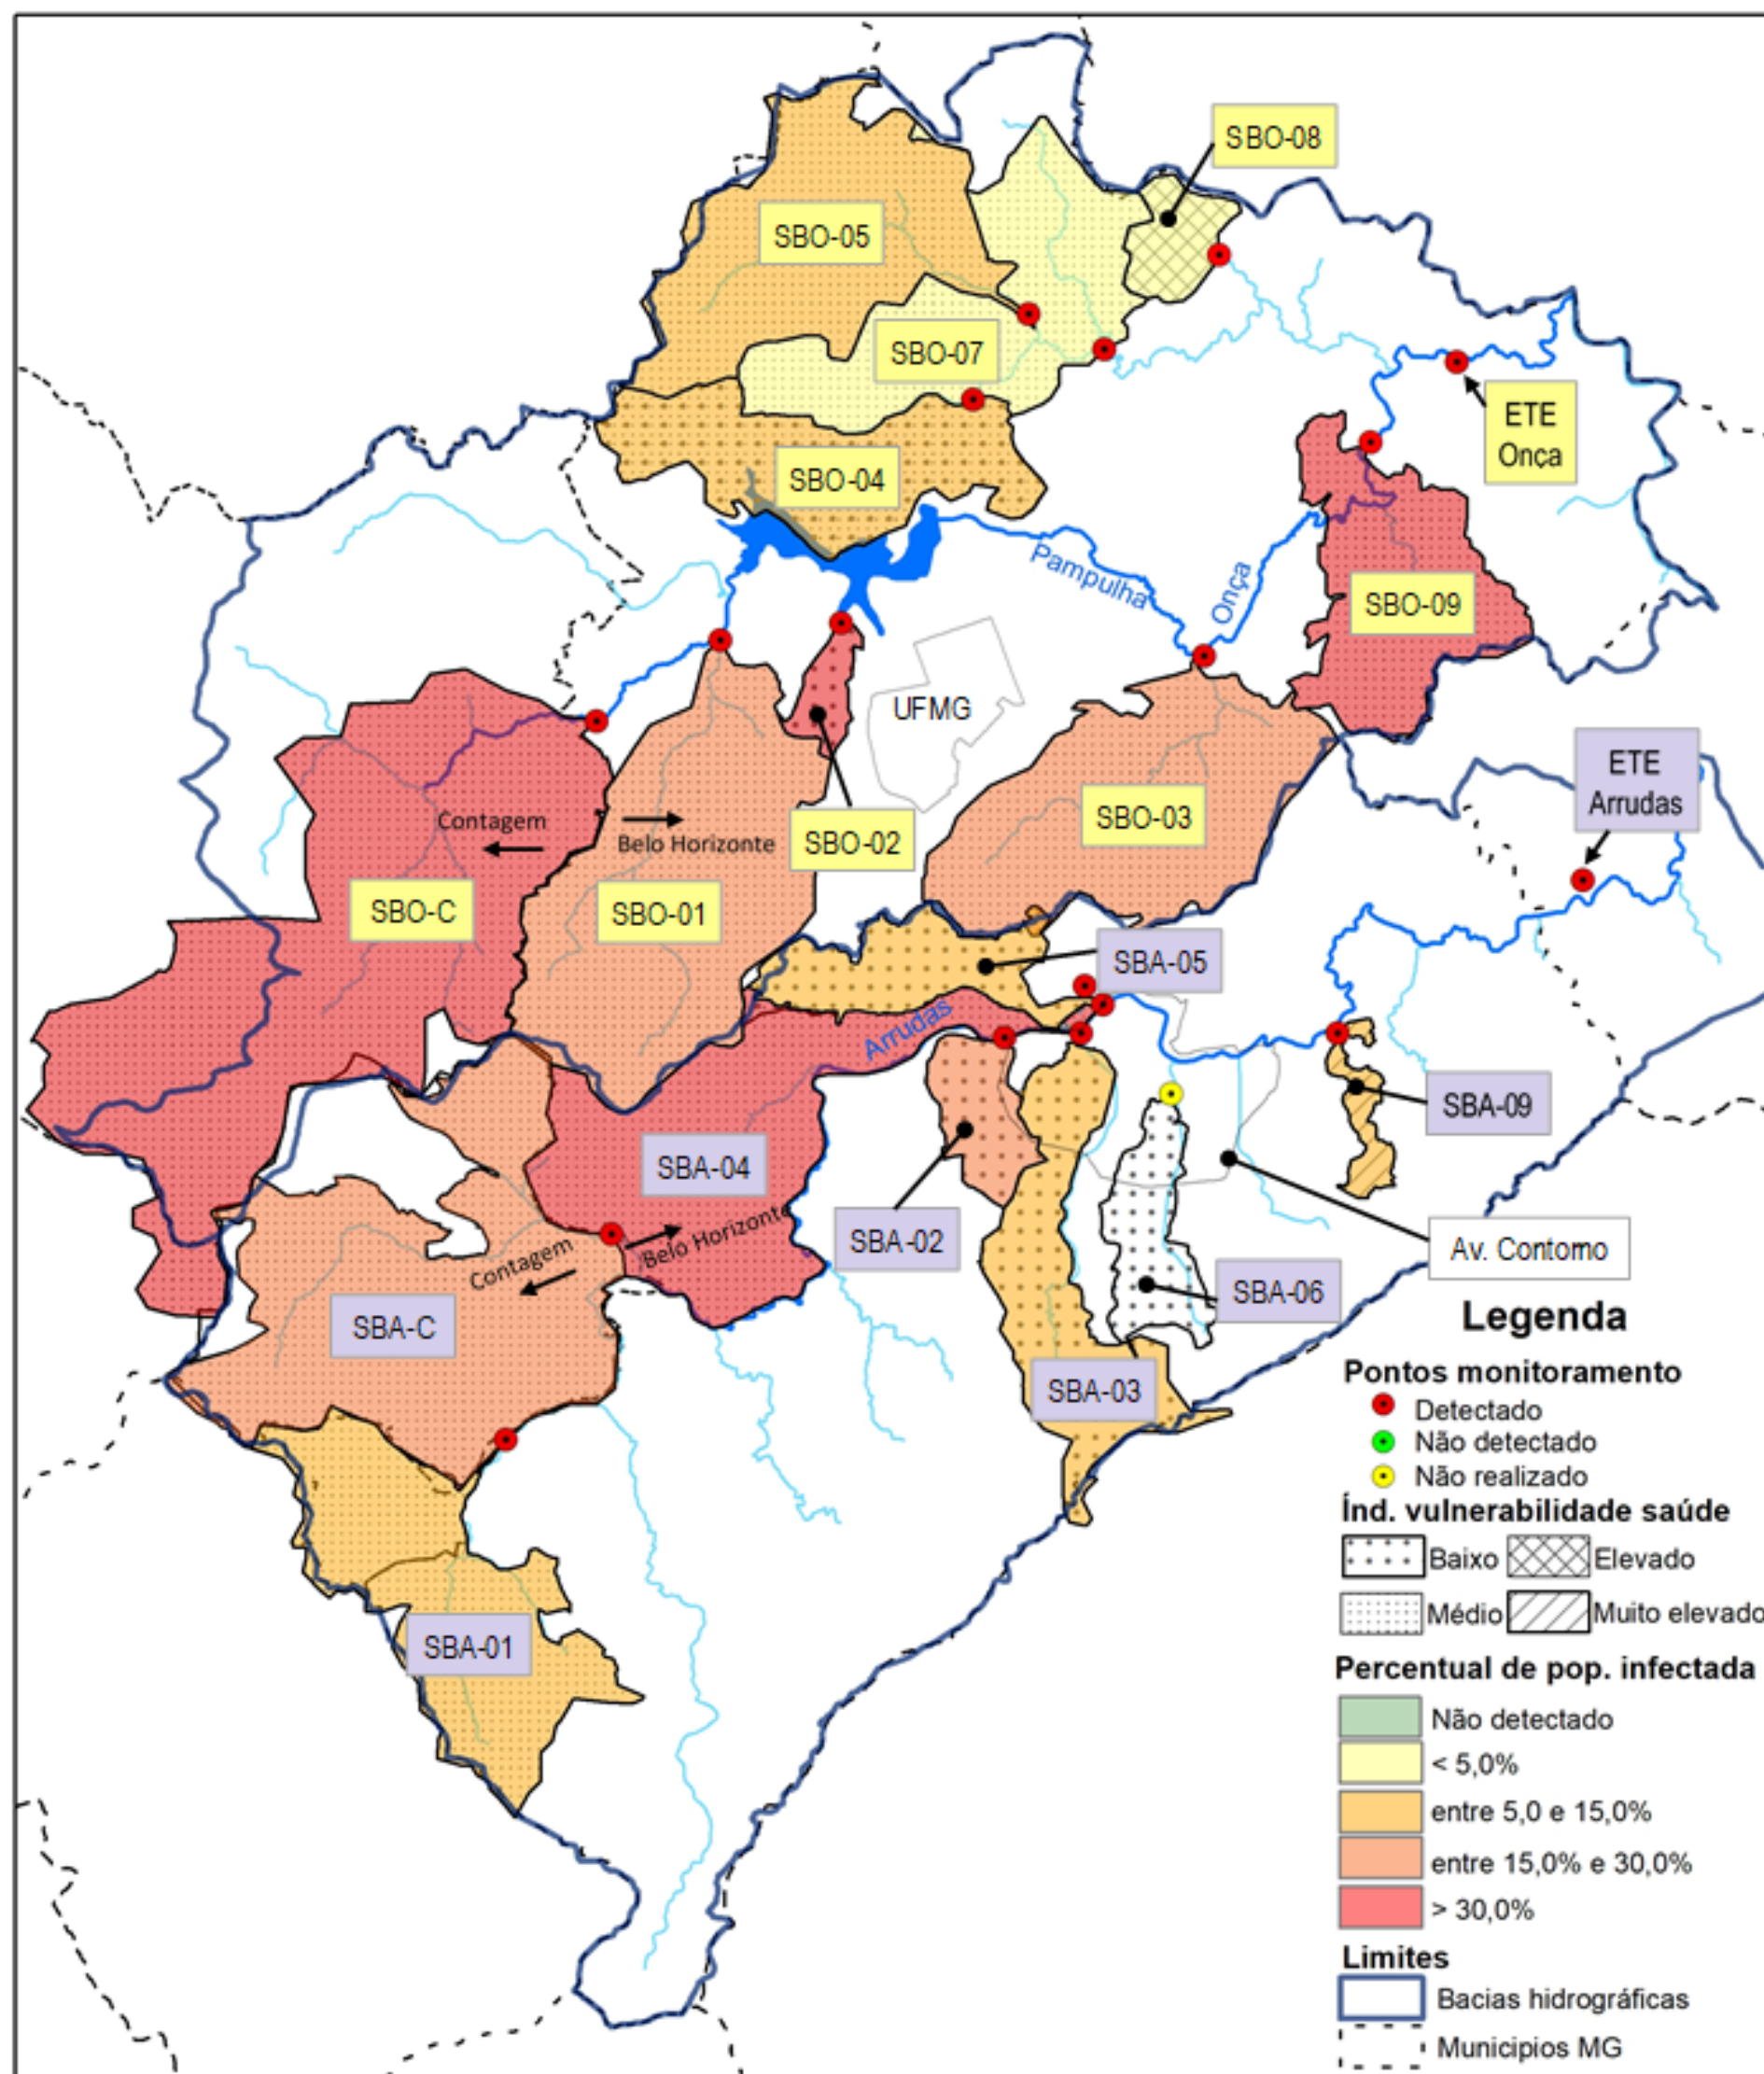 SBO-08
SBO-05
SBO-07
ETE
Onça
SBO-04
Pampulha
Onça
SBO-09
UFMG
ETE
Arrudas
Contagem
Belo Horizonte
SBO-03
SBO-02
SBO-C
SBO-01
SBA-05
Arrudas
SBA-09
SBA-04
SBA-02
Av. Contorno
Belo Horizonte
Contagem
SBA-06
SBA-C
SBA-03
SBA-01
Legenda
Pontos monitoramento
Detectado
Não detectado
Não realizado
Índ. vulnerabilidade saúde
Baixo Elevado
Médio Muito elevado
Percentual de pop. infectada
Não detectado
< 5,0%
entre 5,0 e 15,0%
entre 15,0% e 30,0%
> 30,0%
Limites
Bacias hidrográficas
Municipios MG